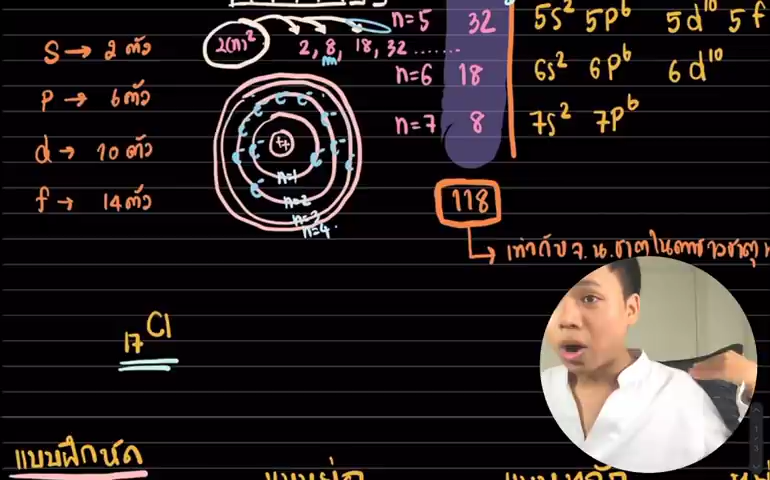 n=5 32 5s² 5p⁶ 5d¹⁰ 5f
2(n)² 2, 8, 18, 32 ......
s → 2 ตัว
n=6 18 6s² 6p⁶ 6d¹⁰
p → 6 ตัว
n=7 8 7s² 7p⁶
d → 10 ตัว
++
n=1
f → 14 ตัว
n=2
118
n=3
n=4
เท่ากับ จ.น. ธาตุในตารางธาตุ
₁₇Cl
แบบฝึกหัด